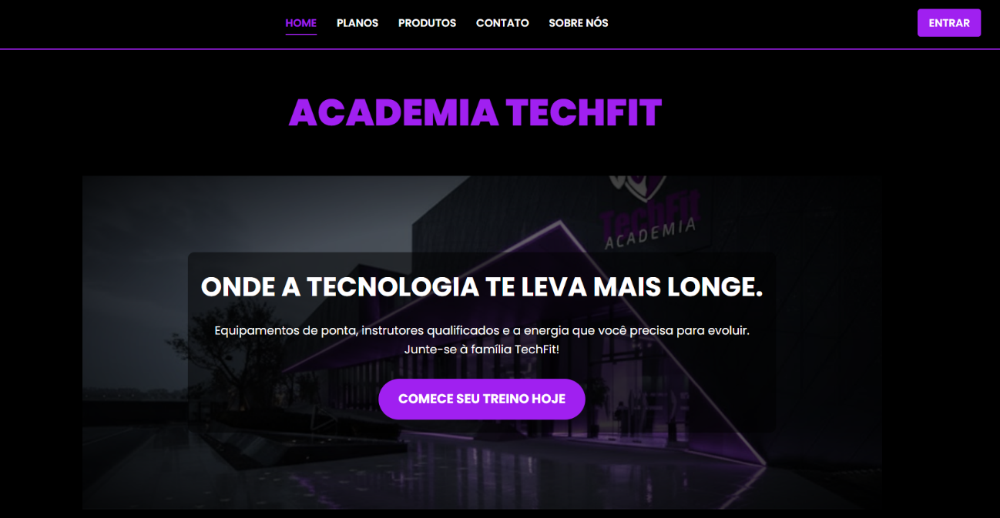 HOME PLANOS PRODUTOS CONTATO SOBRE NÓS ENTRAR
ACADEMIA TECHFIT
TechFit
ACADEMIA
ONDE A TECNOLOGIA TE LEVA MAIS LONGE.
Equipamentos de ponta, instrutores qualificados e a energia que você precisa para evoluir.
Junte-se à família TechFit!
COMECE SEU TREINO HOJE